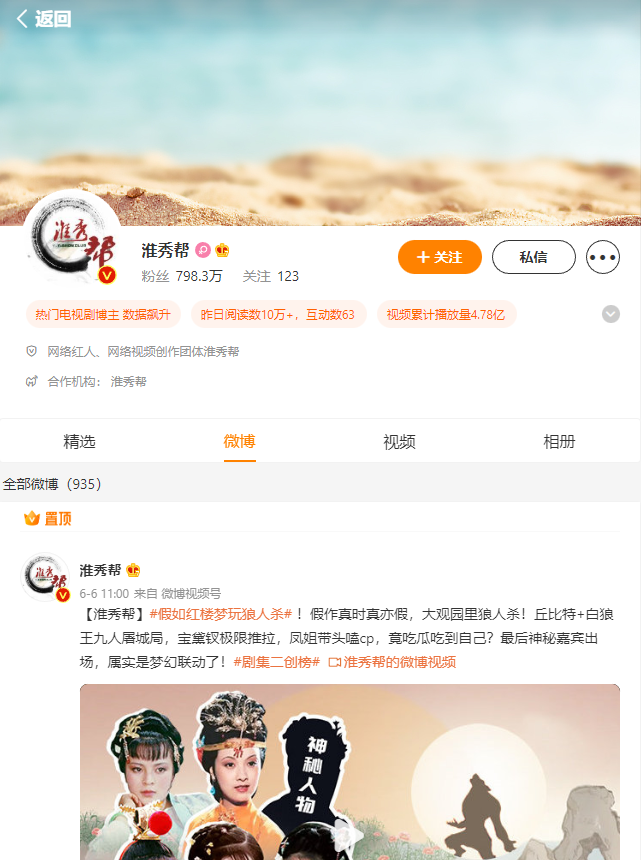 返回
淮秀帮
淮秀帮
粉丝 798.3万 关注 123
关注
私信
热门电视剧博主 数据飙升
昨日阅读数10万+，互动数63
视频累计播放量4.78亿
网络红人、网络视频创作团体淮秀帮
合作机构： 淮秀帮
精选
微博
视频
相册
全部微博（935）
置顶
淮秀帮
淮秀帮
6-6 11:00 来自 微博视频号
【淮秀帮】#假如红楼梦玩狼人杀# ！假作真时真亦假，大观园里狼人杀！丘比特+白狼
王九人屠城局，宝黛钗极限推拉，凤姐带头嗑cp，竟吃瓜吃到自己？最后神秘嘉宾出
场，属实是梦幻联动了！#剧集二创榜# 淮秀帮的微博视频
神秘人物